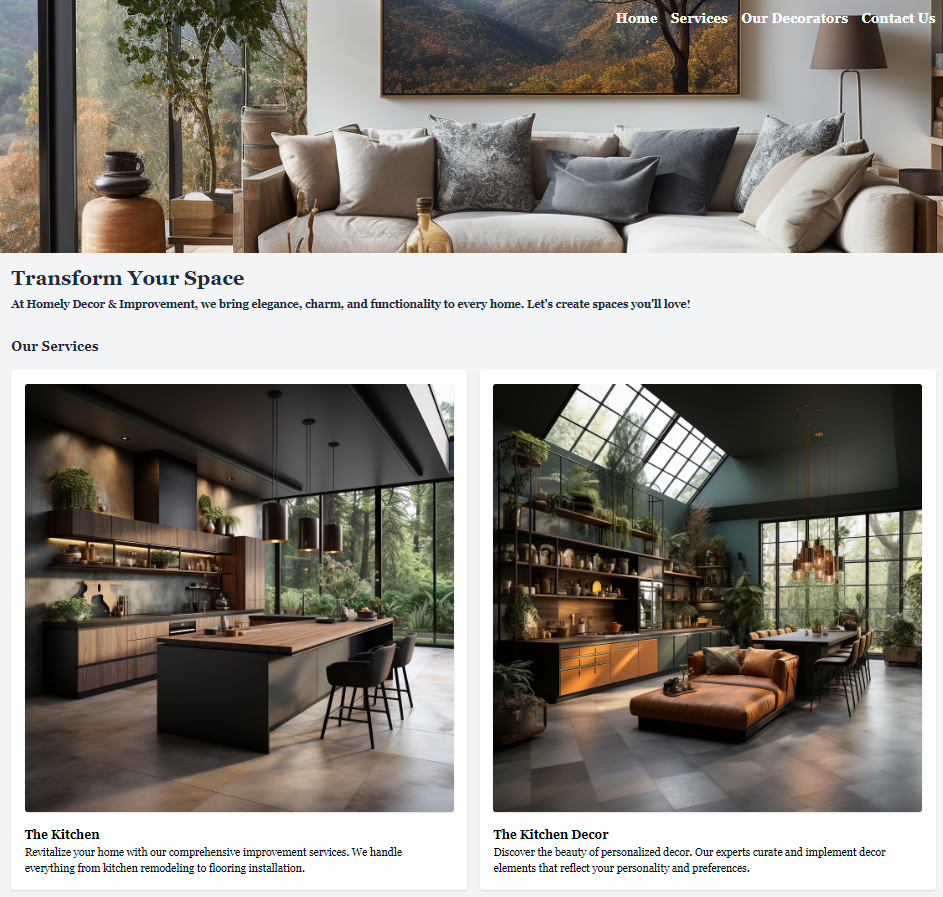 Home Services Our Decorators Contact Us
Transform Your Space
At Homely Decor & Improvement, we bring elegance, charm, and functionality to every home. Let's create spaces you'll love!
Our Services
The Kitchen
Revitalize your home with our comprehensive improvement services. We handle
everything from kitchen remodeling to flooring installation.
The Kitchen Decor
Discover the beauty of personalized decor. Our experts curate and implement decor
elements that reflect your personality and preferences.